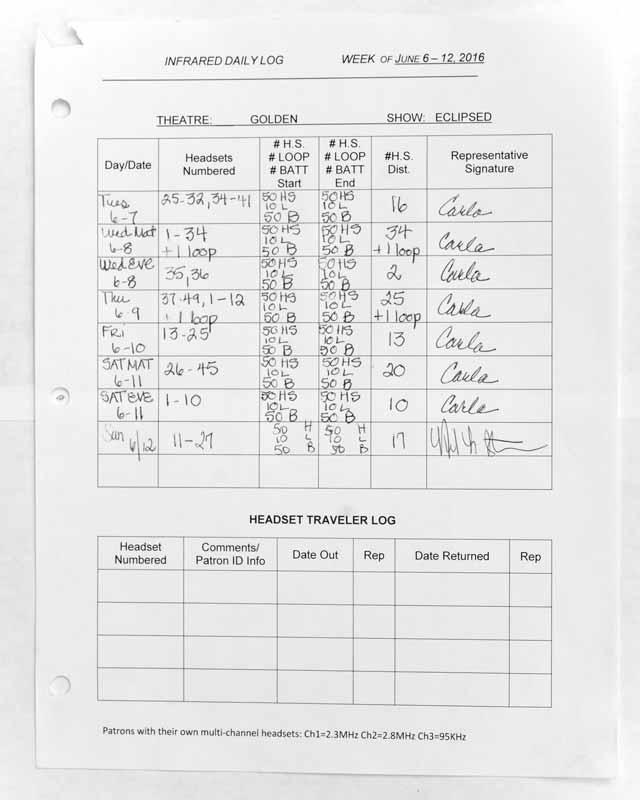 INFRARED DAILY LOG WEEK OF JUNE 6 – 12, 2016
THEATRE: GOLDEN SHOW: ECLIPSED
Day/Date Headsets Numbered # H.S. # LOOP # BATT Start # H.S. # LOOP # BATT End #H.S. Dist. Representative Signature
Tues 6-7 25-32, 34-41 50 HS 10 L 50 B 50 HS 10 L 50 B 16 Carla
Wed Mat 6-8 1-34 +1 loop 50 HS 10 L 50 B 50 HS 10 L 50 B 34 +1 loop Carla
Wed EVE 6-8 35,36 50 HS 10 L 50 B 50 HS 10 L 50 B 2 Carla
Thu 6-9 37-49, 1-12 +1 loop 50 HS 10 L 50 B 50 HS 10 L 50 B 25 +1 loop Carla
FRI 6-10 13-25 50 HS 10 L 50 B 50 HS 10 L 50 B 13 Carla
SAT MAT 6-11 26-45 50 HS 10 L 50 B 50 HS 10 L 50 B 20 Carla
SAT EVE 6-11 1-10 50 HS 10 L 50 B 50 HS 10 L 50 B 10 Carla
Sun 6/12 11-27 50 H 10 L 50 B 50 H 10 L 50 B 17
HEADSET TRAVELER LOG
Headset Numbered Comments/ Patron ID Info Date Out Rep Date Returned Rep
Patrons with their own multi-channel headsets: Ch1=2.3MHz Ch2=2.8MHz Ch3=95KHz